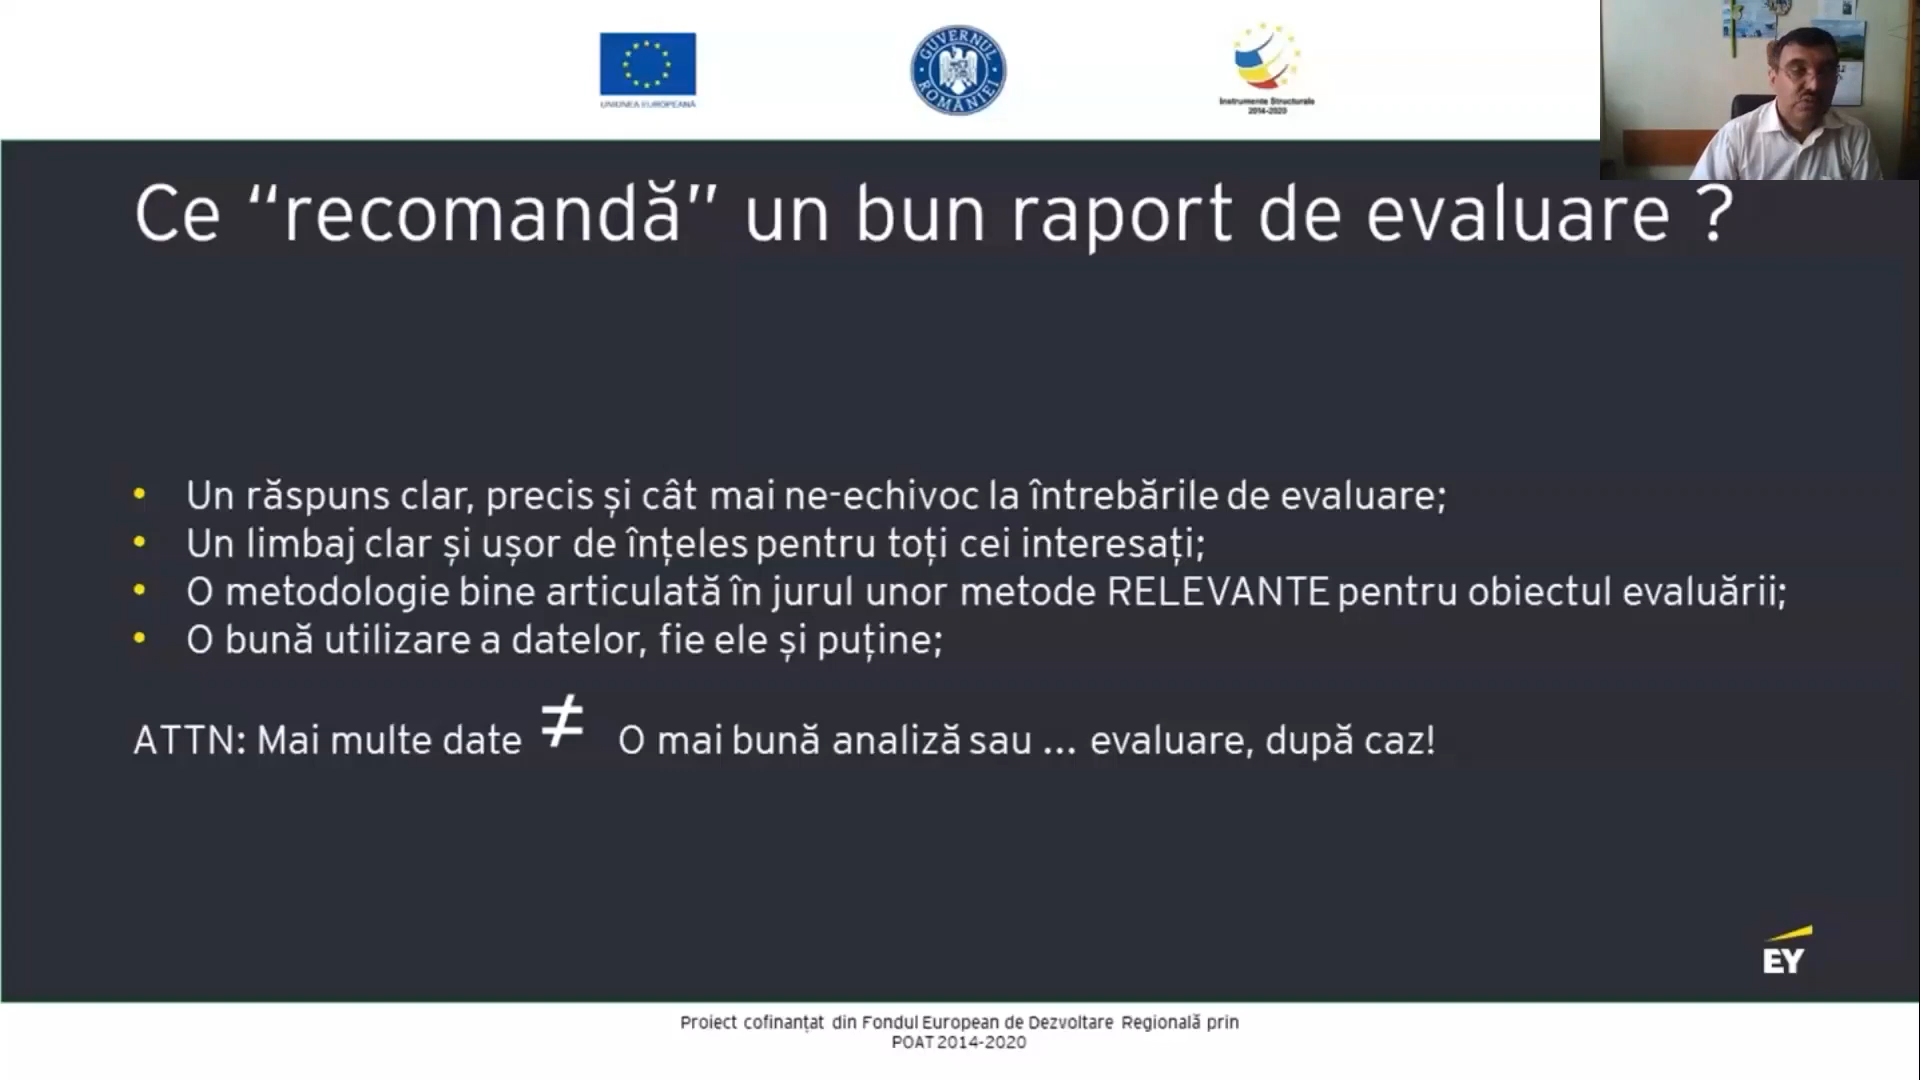 UNIUNEA EUROPEANĂ
GUVERNUL ROMÂNIEI
Instrumente Structurale
2014-2020
Ce “recomandă” un bun raport de evaluare ?
• Un răspuns clar, precis și cât mai ne-echivoc la întrebările de evaluare;
• Un limbaj clar și ușor de înțeles pentru toți cei interesați;
• O metodologie bine articulată în jurul unor metode RELEVANTE pentru obiectul evaluării;
• O bună utilizare a datelor, fie ele și puține;
ATTN: Mai multe date ≠ O mai bună analiză sau ... evaluare, după caz!
EY
Proiect cofinanțat din Fondul European de Dezvoltare Regională prin
POAT 2014-2020